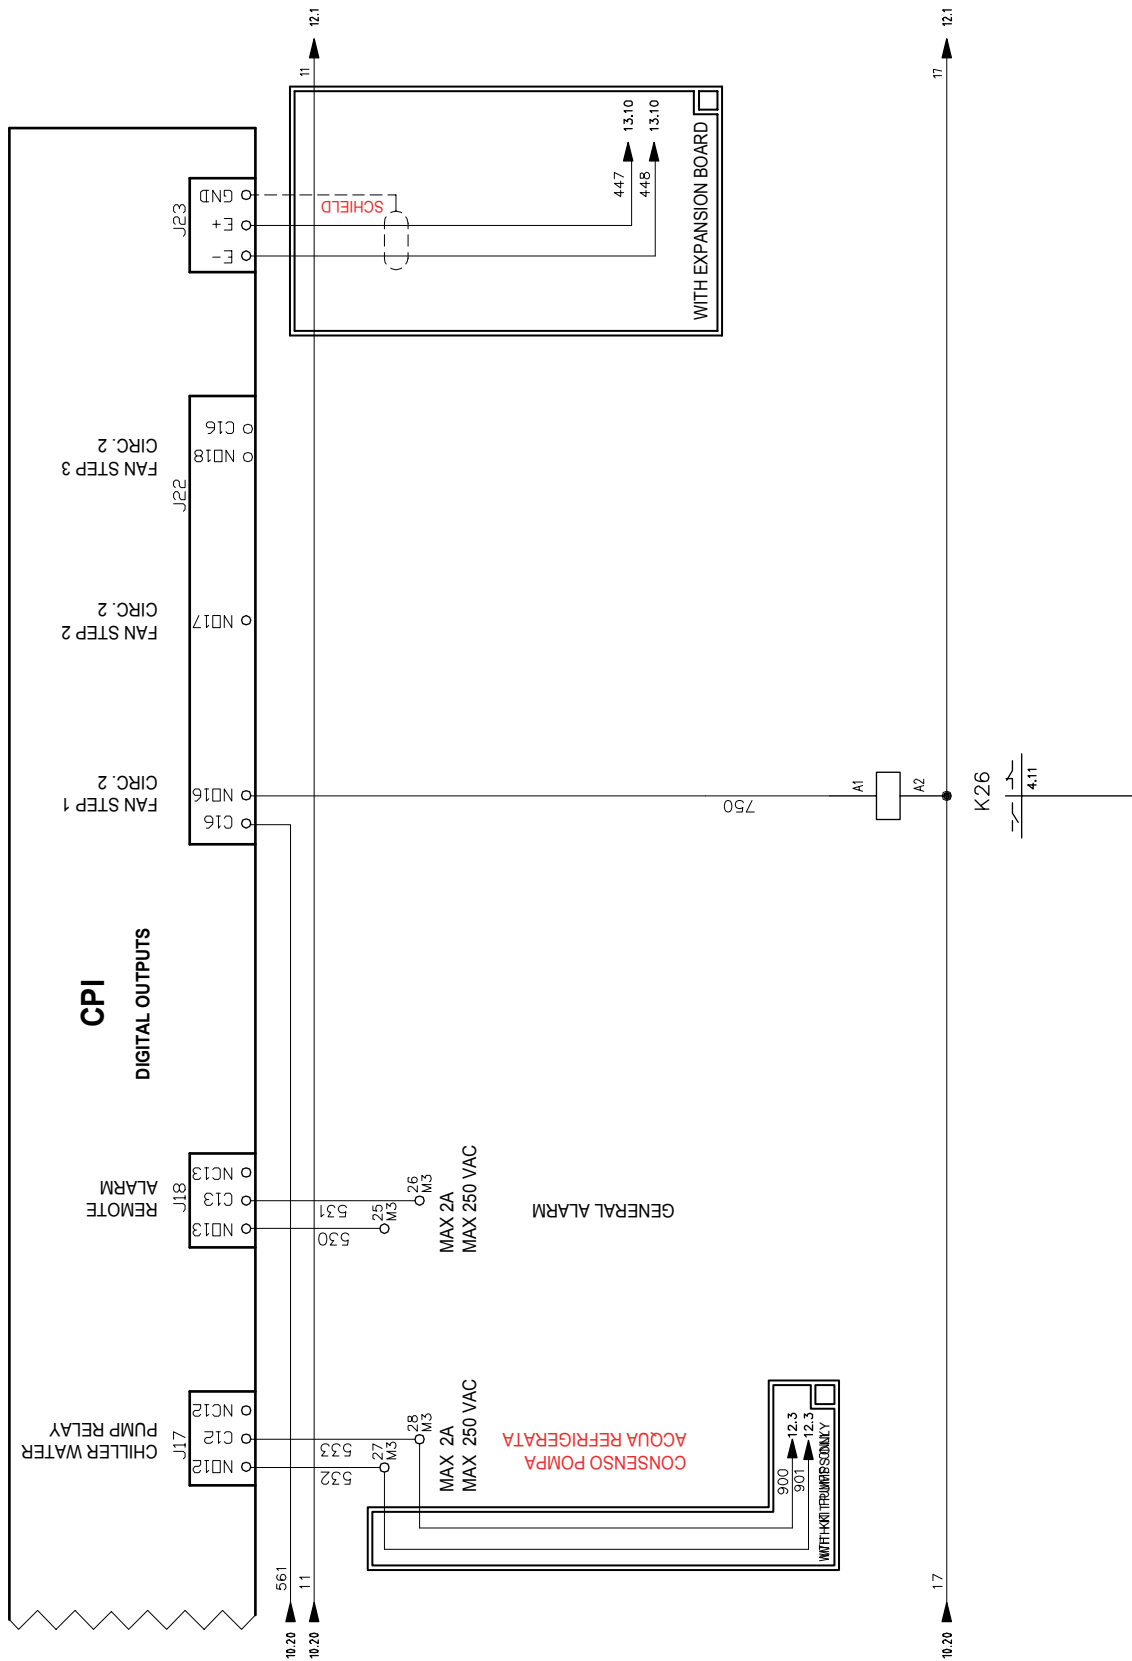 CPI
DIGITAL OUTPUTS
CHILLER WATER
PUMP RELAY
J17
NO12
C12
NC12
532
533
27
M3
28
M3
MAX 2A
MAX 250 VAC
CONSENSO POMPA
ACQUA REFRIGERATA
900
901
12.3
12.3
REMOTE
ALARM
J18
NO13
C13
NC13
530
531
25
M3
26
M3
MAX 2A
MAX 250 VAC
GENERAL ALARM
FAN STEP 1
CIRC. 2
C16
NO16
FAN STEP 2
CIRC. 2
NO17
J22
FAN STEP 3
CIRC. 2
NO18
C16
J23
E-
E+
GND
SCHIELD
447
448
13.10
13.10
WITH EXPANSION BOARD
10.20
561
10.20
11
11
12.1
750
A1
A2
K26
4.11
10.20
17
17
12.1